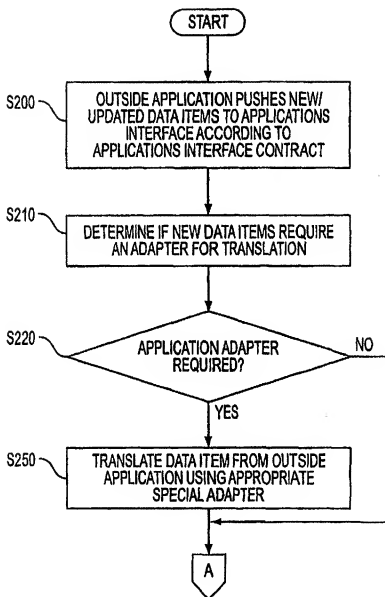 START
S200
OUTSIDE APPLICATION PUSHES NEW/
UPDATED DATA ITEMS TO APPLICATIONS
INTERFACE ACCORDING TO
APPLICATIONS INTERFACE CONTRACT
S210
DETERMINE IF NEW DATA ITEMS REQUIRE
AN ADAPTER FOR TRANSLATION
S220
APPLICATION ADAPTER
REQUIRED?
NO
YES
S250
TRANSLATE DATA ITEM FROM OUTSIDE
APPLICATION USING APPROPRIATE
SPECIAL ADAPTER
A